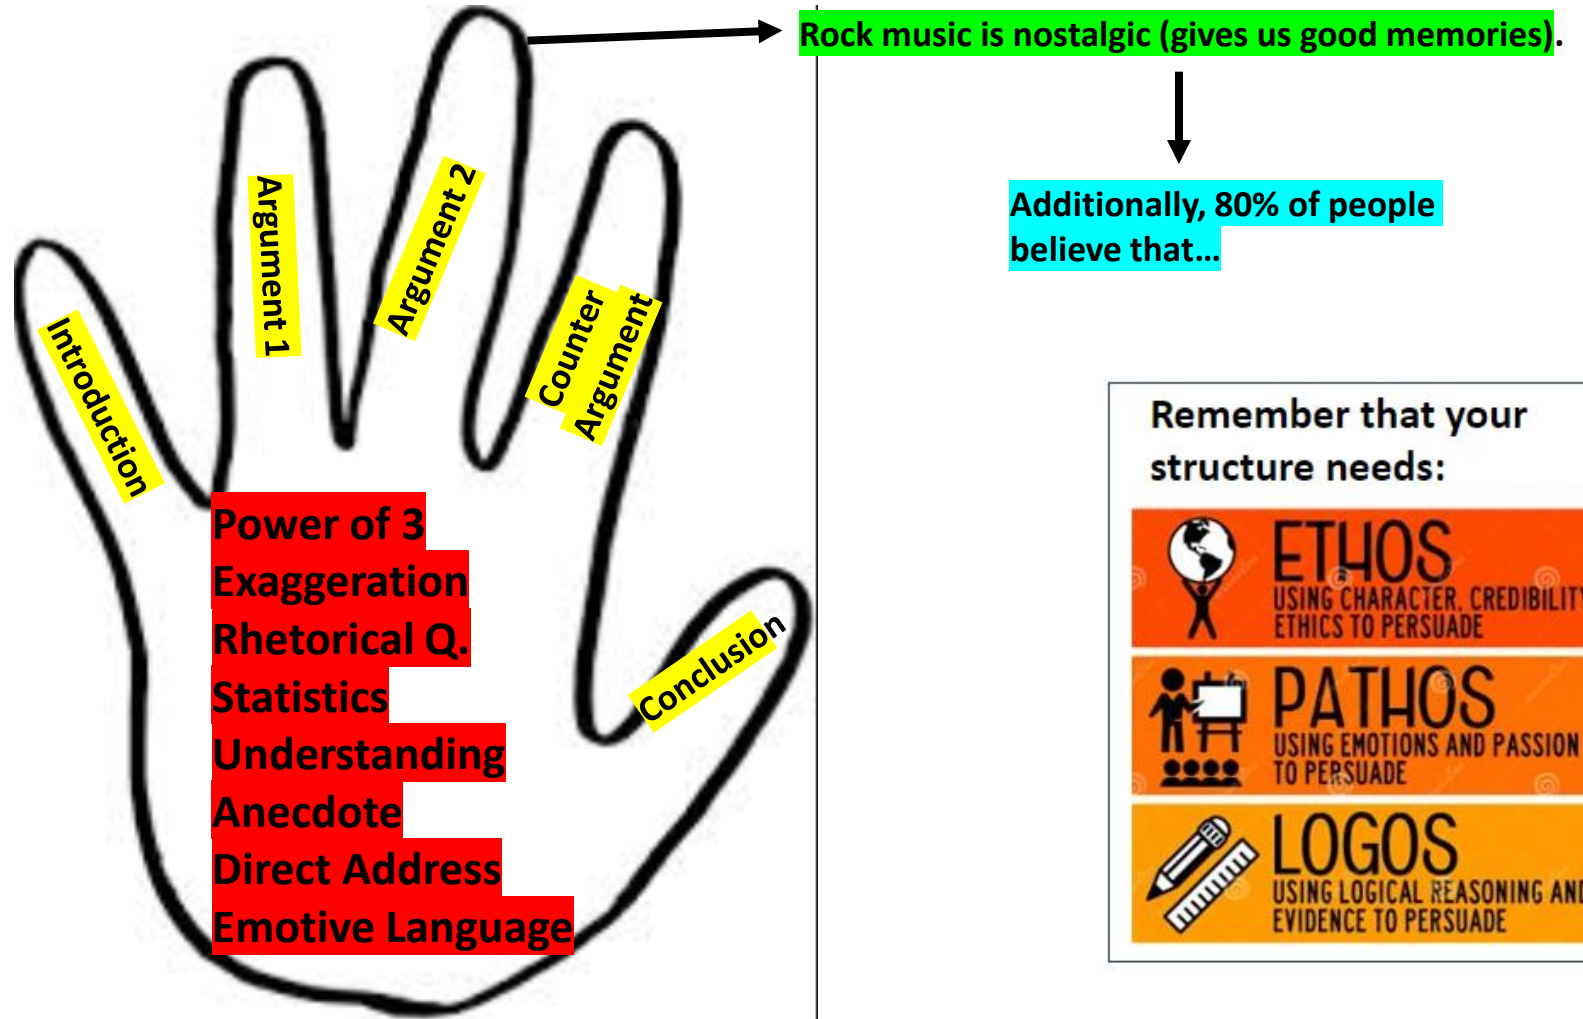 Rock music is nostalgic (gives us good memories).
Additionally, 80% of people
believe that...
Introduction
Argument 1
Argument 2
Counter
Argument
Conclusion
Power of 3
Exaggeration
Rhetorical Q.
Statistics
Understanding
Anecdote
Direct Address
Emotive Language
Remember that your
structure needs:
ETHOS
USING CHARACTER, CREDIBILITY
ETHICS TO PERSUADE
PATHOS
USING EMOTIONS AND PASSION
TO PERSUADE
LOGOS
USING LOGICAL REASONING AND
EVIDENCE TO PERSUADE